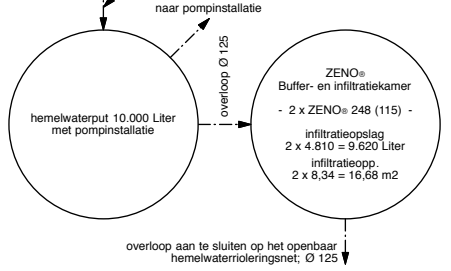 naar pompinstallatie
overloop Ø 125
hemelwaterput 10.000 Liter
met pompinstallatie
ZENO®
Buffer- en infiltratiekamer
- 2 x ZENO® 248 (115) -
infiltratieopslag
2 x 4.810 = 9.620 Liter
infiltratieopp.
2 x 8,34 = 16,68 m2
overloop aan te sluiten op het openbaar
hemelwaterrioleringsnet; Ø 125